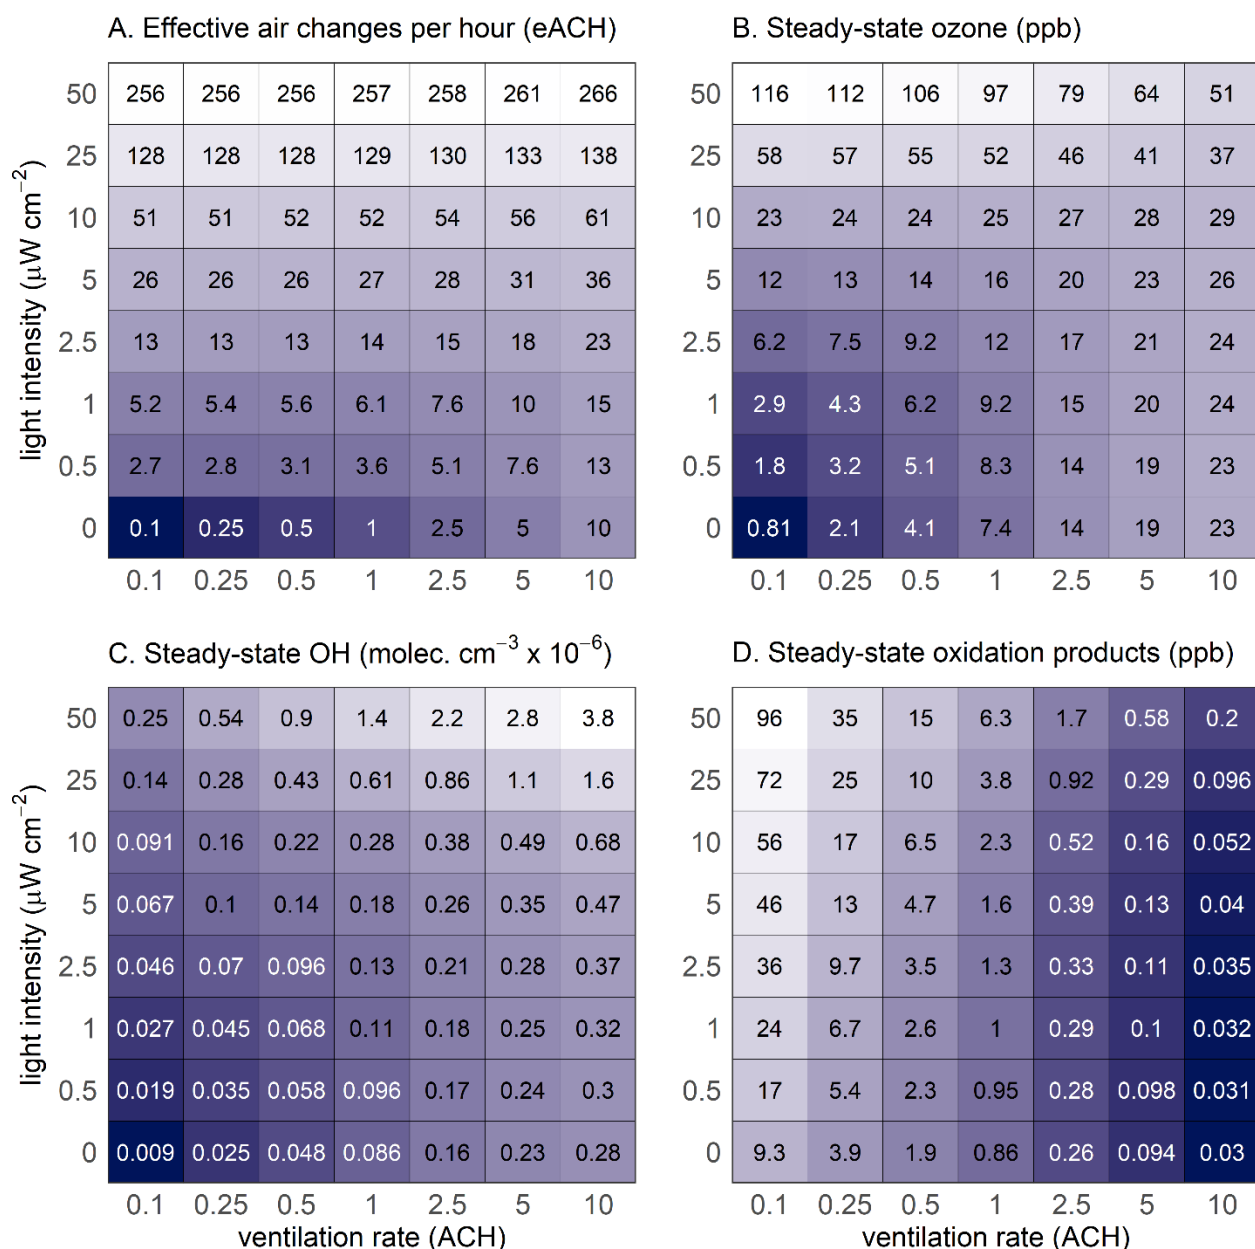 A. Effective air changes per hour (eACH)
B. Steady-state ozone (ppb)
light intensity (μW cm⁻²)
50 256 256 256 257 258 261 266
25 128 128 128 129 130 133 138
10 51 51 52 52 54 56 61
5 26 26 26 27 28 31 36
2.5 13 13 13 14 15 18 23
1 5.2 5.4 5.6 6.1 7.6 10 15
0.5 2.7 2.8 3.1 3.6 5.1 7.6 13
0 0.1 0.25 0.5 1 2.5 5 10
0.1 0.25 0.5 1 2.5 5 10
50 116 112 106 97 79 64 51
25 58 57 55 52 46 41 37
10 23 24 24 25 27 28 29
5 12 13 14 16 20 23 26
2.5 6.2 7.5 9.2 12 17 21 24
1 2.9 4.3 6.2 9.2 15 20 24
0.5 1.8 3.2 5.1 8.3 14 19 23
0 0.81 2.1 4.1 7.4 14 19 23
0.1 0.25 0.5 1 2.5 5 10
C. Steady-state OH (molec. cm⁻³ x 10⁻⁶)
D. Steady-state oxidation products (ppb)
light intensity (μW cm⁻²)
50 0.25 0.54 0.9 1.4 2.2 2.8 3.8
25 0.14 0.28 0.43 0.61 0.86 1.1 1.6
10 0.091 0.16 0.22 0.28 0.38 0.49 0.68
5 0.067 0.1 0.14 0.18 0.26 0.35 0.47
2.5 0.046 0.07 0.096 0.13 0.21 0.28 0.37
1 0.027 0.045 0.068 0.11 0.18 0.25 0.32
0.5 0.019 0.035 0.058 0.096 0.17 0.24 0.3
0 0.009 0.025 0.048 0.086 0.16 0.23 0.28
0.1 0.25 0.5 1 2.5 5 10
ventilation rate (ACH)
50 96 35 15 6.3 1.7 0.58 0.2
25 72 25 10 3.8 0.92 0.29 0.096
10 56 17 6.5 2.3 0.52 0.16 0.052
5 46 13 4.7 1.6 0.39 0.13 0.04
2.5 36 9.7 3.5 1.3 0.33 0.11 0.035
1 24 6.7 2.6 1 0.29 0.1 0.032
0.5 17 5.4 2.3 0.95 0.28 0.098 0.031
0 9.3 3.9 1.9 0.86 0.26 0.094 0.03
0.1 0.25 0.5 1 2.5 5 10
ventilation rate (ACH)